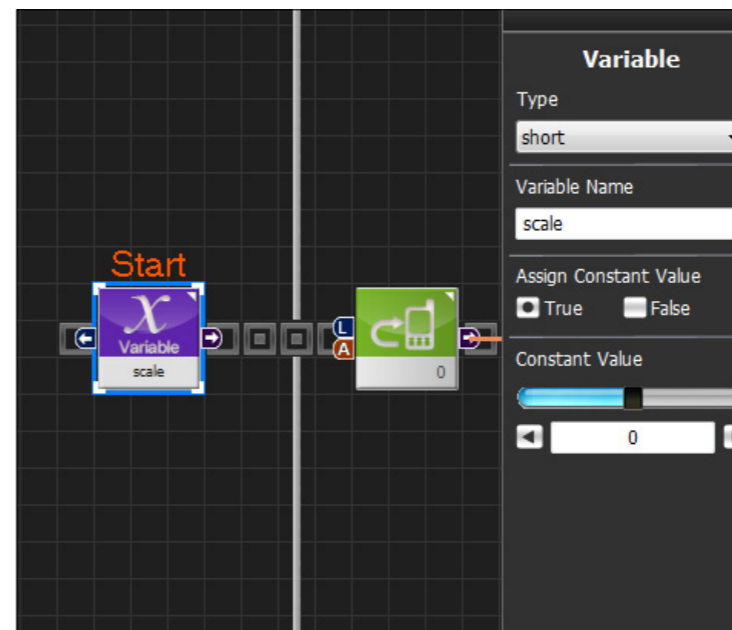 Start
X
Variable
scale
L
A
0
Variable
Type
short
Variable Name
scale
Assign Constant Value
True False
Constant Value
0